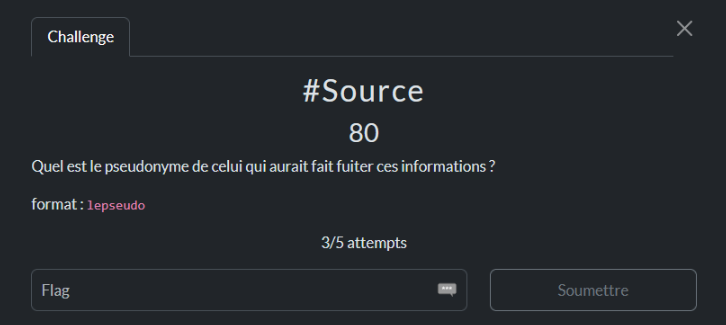 Challenge
#Source
80
Quel est le pseudonyme de celui qui aurait fait fuiter ces informations ?
format : lepseudo
3/5 attempts
Flag
Soumettre